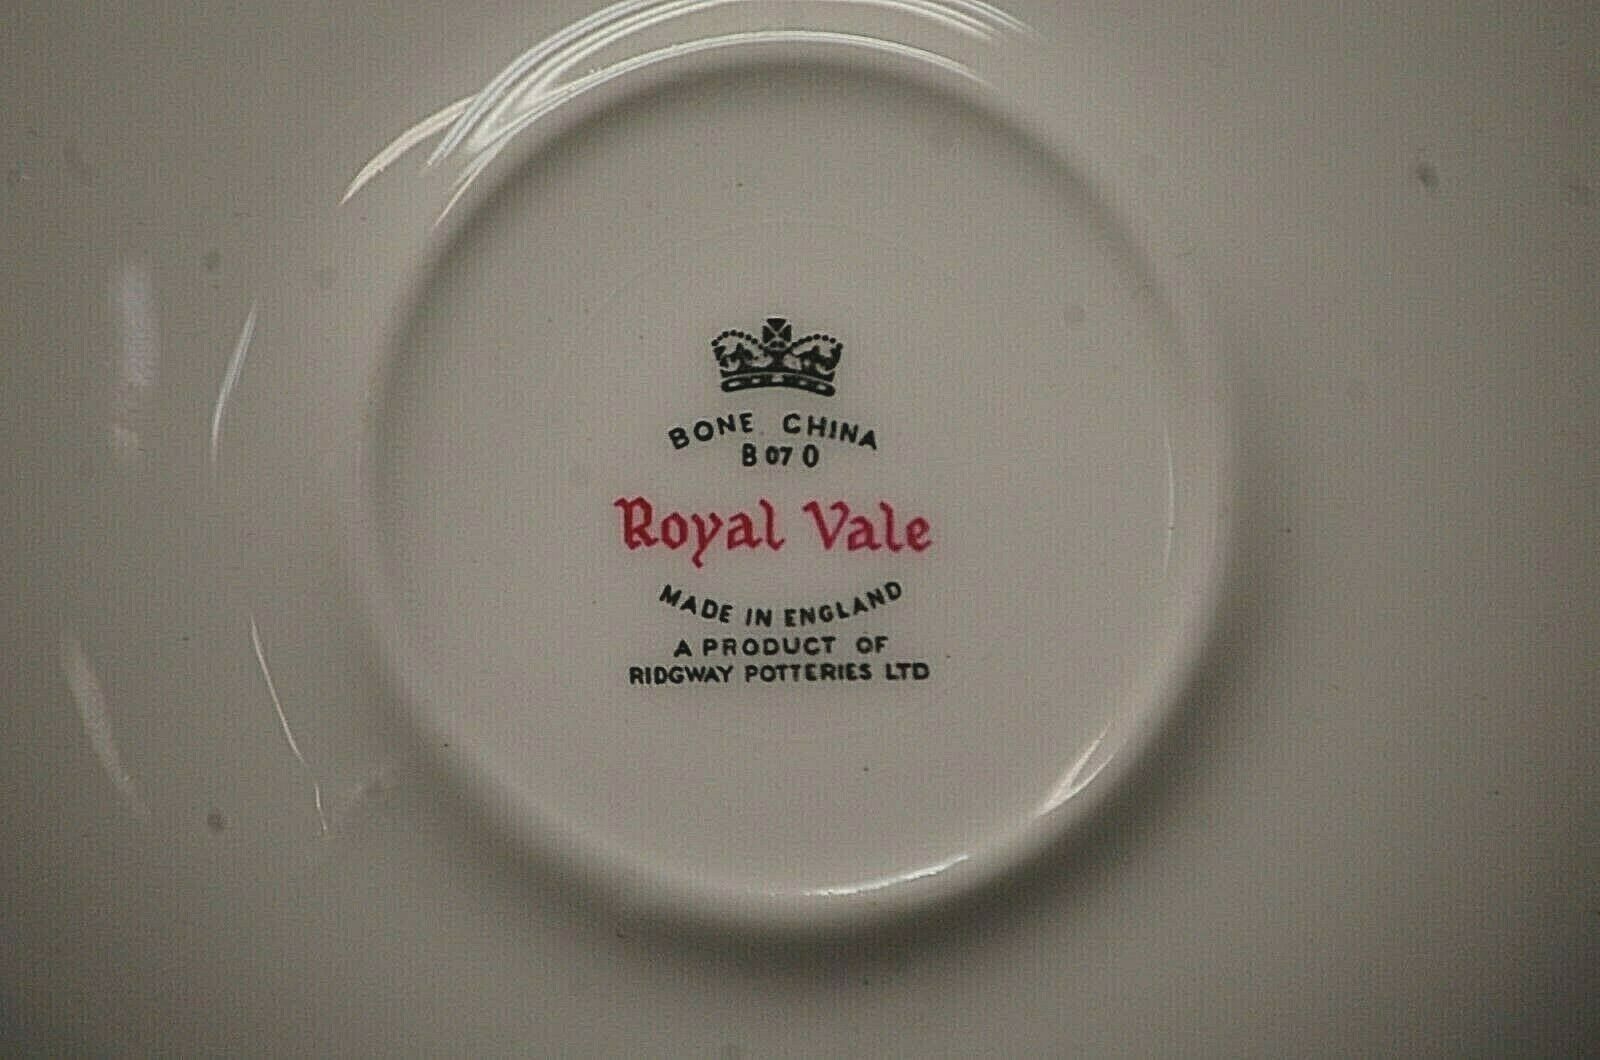 BONE CHINA
B 07 0
Royal Vale
MADE IN ENGLAND
A PRODUCT OF
RIDGWAY POTTERIES LTD